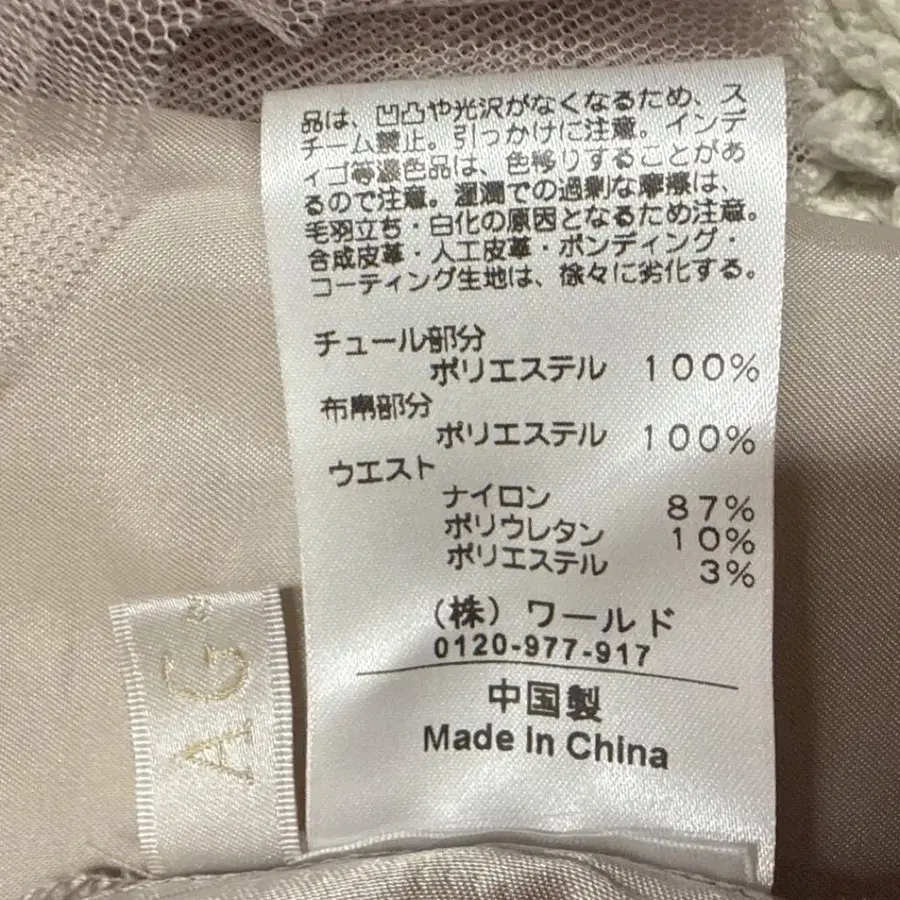 品は、凹凸や光沢がなくなるため、ス
チーム禁止。引っかけに注意。インデ
ィゴ等濃色品は、色移りすることがあ
るので注意。湿潤での過剰な摩擦は、
毛羽立ち・白化の原因となるため注意。
合成皮革・人工皮革・ボンディング・
コーティング生地は、徐々に劣化する。
チュール部分
ポリエステル 100%
布帛部分
ポリエステル 100%
ウエスト
ナイロン 87%
ポリウレタン 10%
ポリエステル 3%
(株)ワールド
0120-977-917
中国製
Made in China
AG